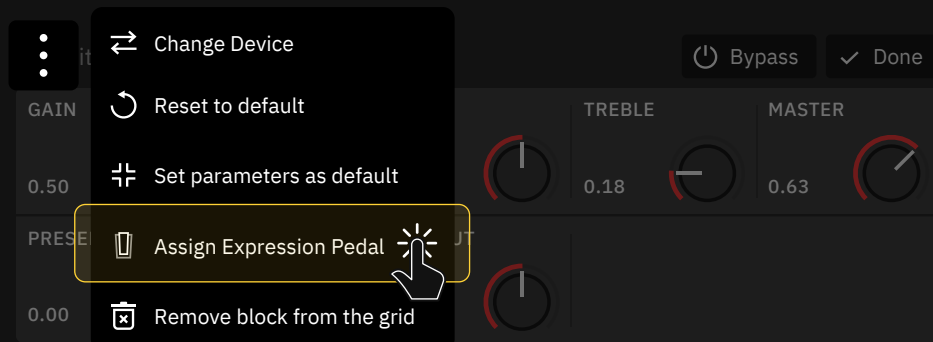 Change Device
Bypass
Done
Reset to default
GAIN
TREBLE
MASTER
Set parameters as default
0.50
0.18
0.63
Assign Expression Pedal
0.00
Remove block from the grid